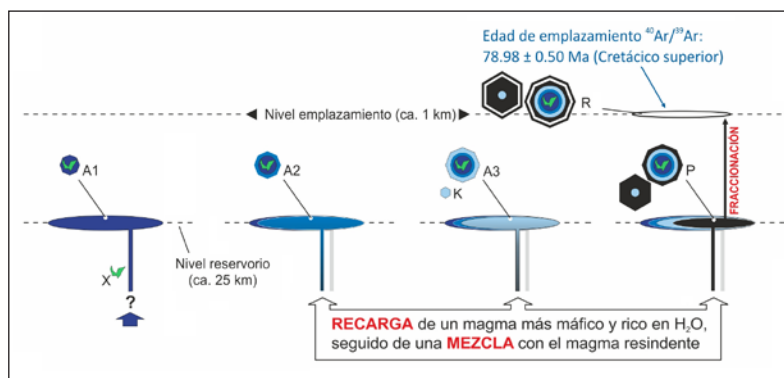 Edad de emplazamiento ⁴⁰Ar/³⁹Ar:
78.98 ± 0.50 Ma (Cretácico superior)
Nivel emplazamiento (ca. 1 km)
R
A1
A2
A3
K
P
FRACCIONACIÓN
Nivel reservorio
(ca. 25 km)
X
?
RECARGA de un magma más máfico y rico en H₂O,
seguido de una MEZCLA con el magma resindente